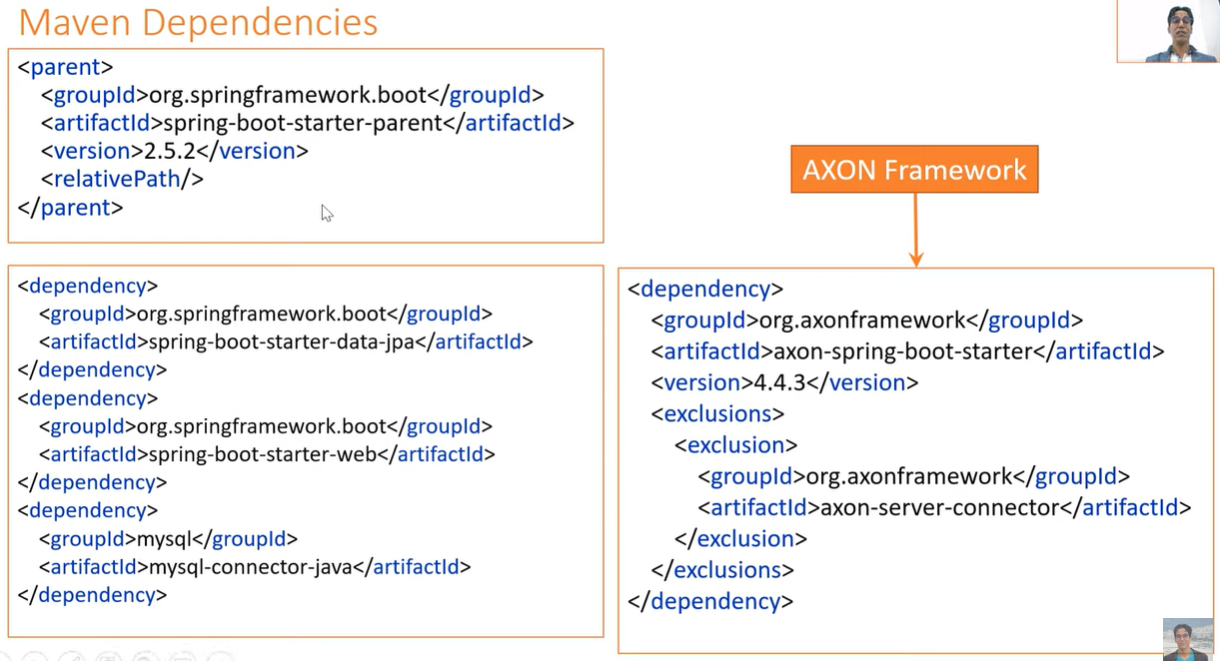 Maven Dependencies
<parent>
<groupId>org.springframework.boot</groupId>
<artifactId>spring-boot-starter-parent</artifactId>
<version>2.5.2</version>
<relativePath/>
</parent>
<dependency>
<groupId>org.springframework.boot</groupId>
<artifactId>spring-boot-starter-data-jpa</artifactId>
</dependency>
<dependency>
<groupId>org.springframework.boot</groupId>
<artifactId>spring-boot-starter-web</artifactId>
</dependency>
<dependency>
<groupId>mysql</groupId>
<artifactId>mysql-connector-java</artifactId>
</dependency>
AXON Framework
<dependency>
<groupId>org.axonframework</groupId>
<artifactId>axon-spring-boot-starter</artifactId>
<version>4.4.3</version>
<exclusions>
<exclusion>
<groupId>org.axonframework</groupId>
<artifactId>axon-server-connector</artifactId>
</exclusion>
</exclusions>
</dependency>